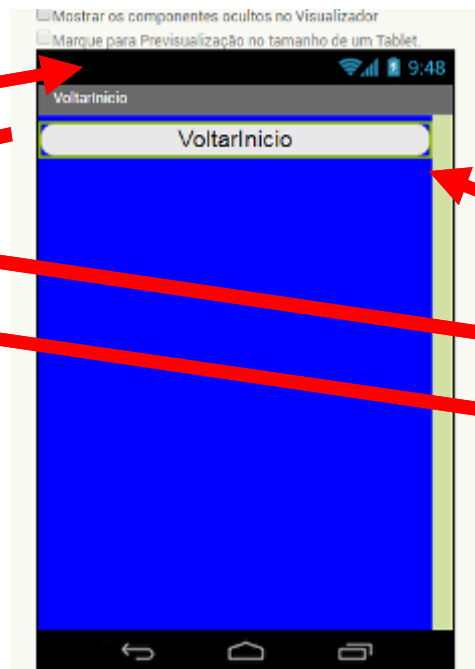 Mostrar os componentes ocultos no Visualizador
Marque para Previsualização no tamanho de um Tablet.
9:48
VoltarInicio
VoltarInicio